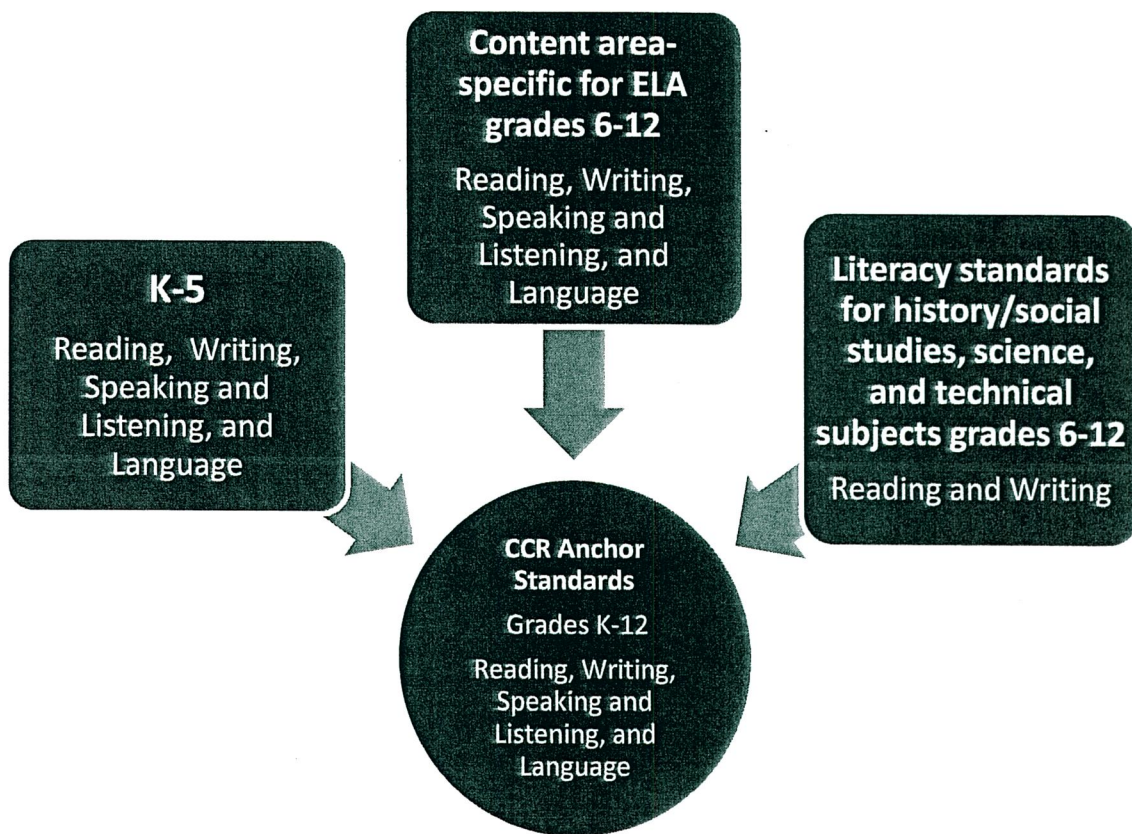 Content area-
specific for ELA
grades 6-12
Reading, Writing,
Speaking and
Listening, and
Language
K-5
Reading, Writing,
Speaking and
Listening, and
Language
Literacy standards
for history/social
studies, science,
and technical
subjects grades 6-12
Reading and Writing
CCR Anchor
Standards
Grades K-12
Reading, Writing,
Speaking and
Listening, and
Language